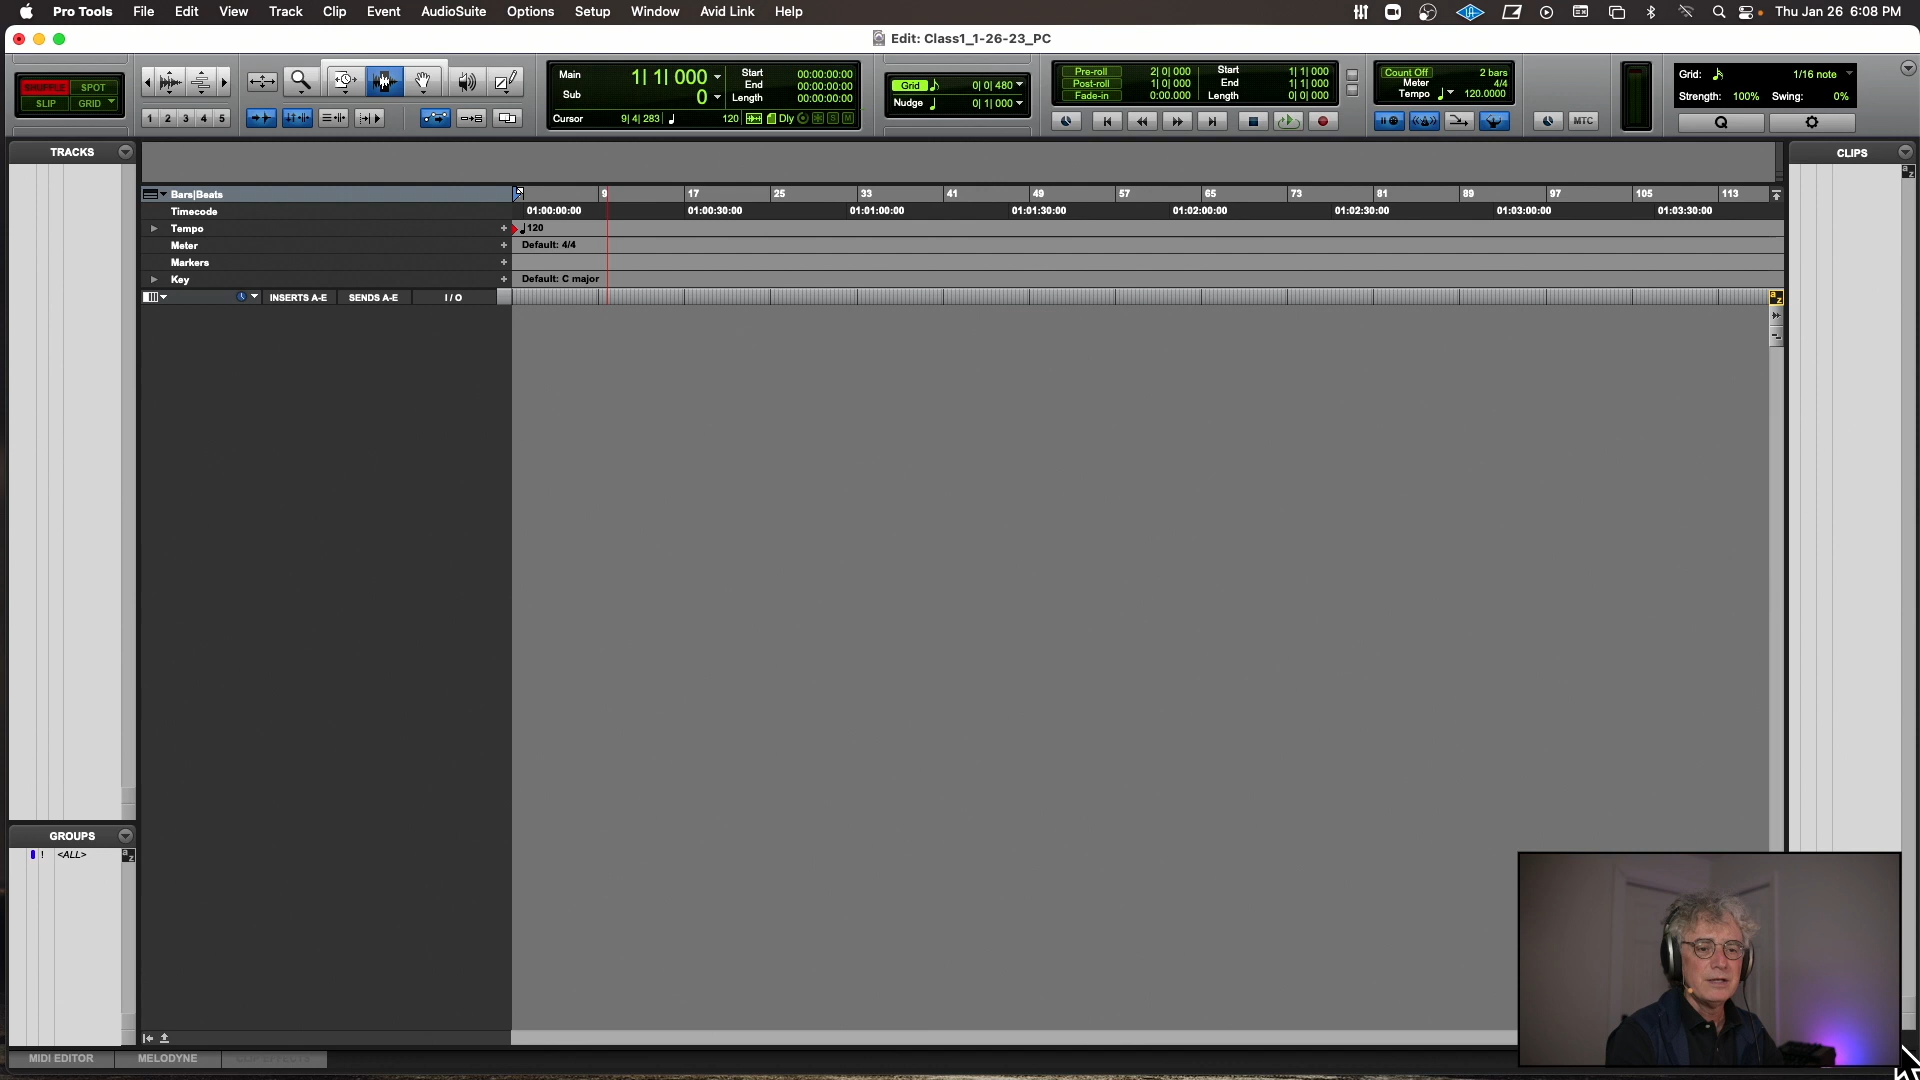 Pro Tools File Edit View Track Clip Event AudioSuite Options Setup Window Avid Link Help Thu Jan 26 6:08 PM
Edit: Class1_1-26-23_PC
SHUFFLE SPOT
SLIP GRID
1 2 3 4 5
Main 1| 1| 000
Sub 0
Start 00:00:00:00
End 00:00:00:00
Length 00:00:00:00
Cursor 9| 4| 283 120 Dly S M
Grid 0| 0| 480
Nudge 0| 1| 000
Pre-roll 2| 0| 000
Post-roll 1| 0| 000
Fade-in 0:00.000
Start 1| 1| 000
End 1| 1| 000
Length 0| 0| 000
Count Off 2 bars
Meter 4/4
Tempo 120.0000
MTC
Grid: 1/16 note
Strength: 100% Swing: 0%
Q
TRACKS
CLIPS
a z
Bars|Beats 9 17 25 33 41 49 57 65 73 81 89 97 105 113
Timecode 01:00:00:00 01:00:30:00 01:01:00:00 01:01:30:00 01:02:00:00 01:02:30:00 01:03:00:00 01:03:30:00
Tempo + 120
Meter + Default: 4/4
Markers +
Key + Default: C major
INSERTS A-E SENDS A-E I / O
a z
GROUPS
! <ALL>
a z
MIDI EDITOR MELODYNE CLIP EFFECTS